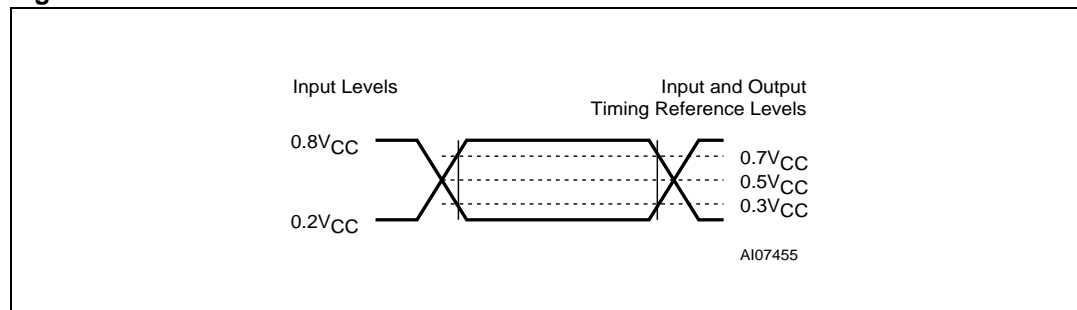 Input Levels
Input and Output
Timing Reference Levels
0.8VCC
0.7VCC
0.5VCC
0.3VCC
0.2VCC
AI07455